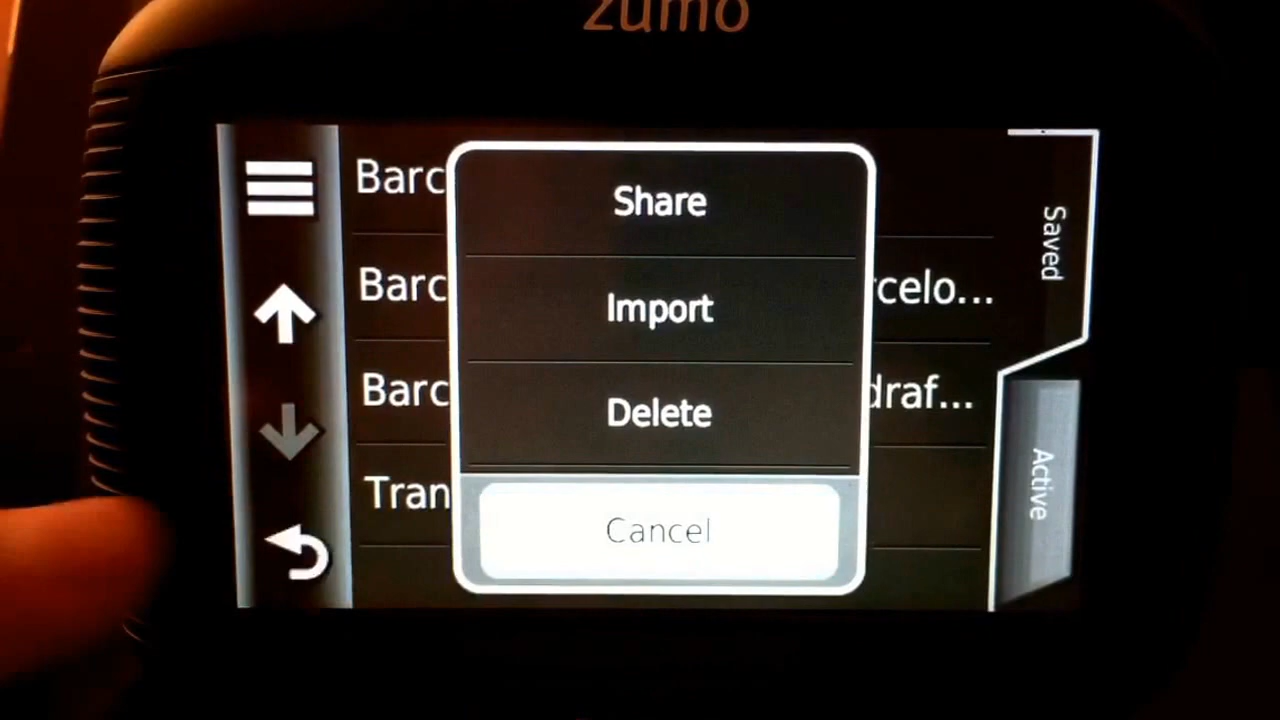 zumo
Barc
Share
Saved
Barc
Import
rcelo...
Barc
Delete
draf...
Tran
Cancel
Active